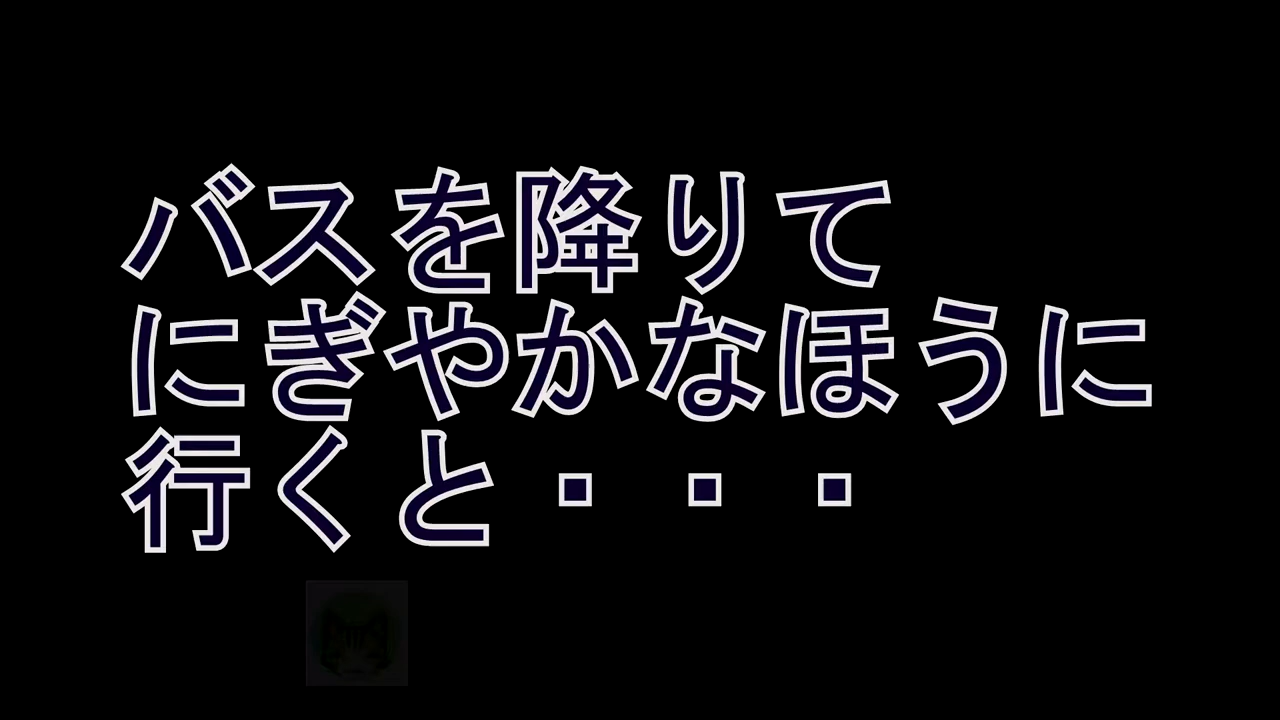 バスを降りて
にぎやかなほうに
行くと・・・